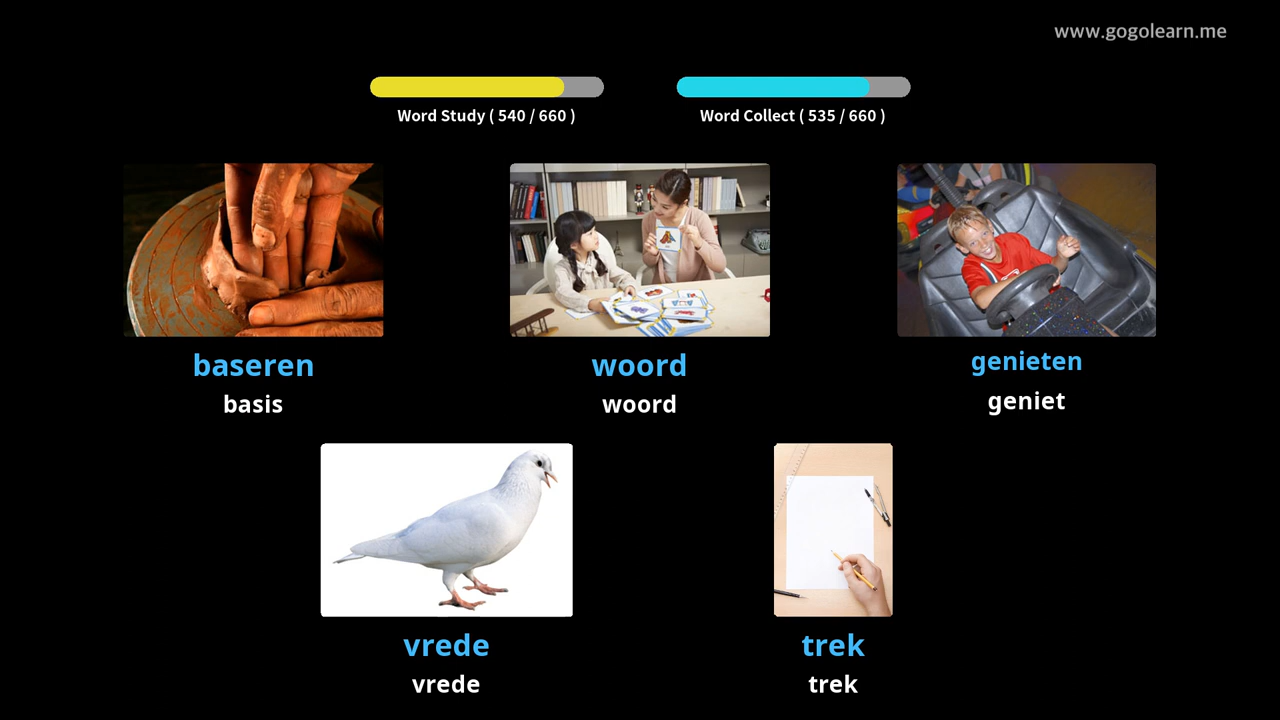 www.gogolearn.me
Word Study ( 540 / 660 )
Word Collect ( 535 / 660 )
baseren
basis
woord
woord
genieten
geniet
vrede
vrede
trek
trek